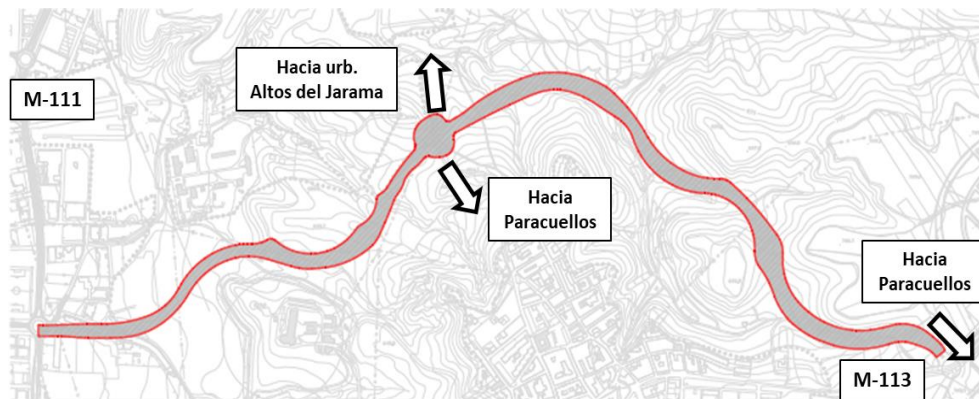 Hacia urb.
Altos del Jarama
M-111
Hacia
Paracuellos
Hacia
Paracuellos
M-113